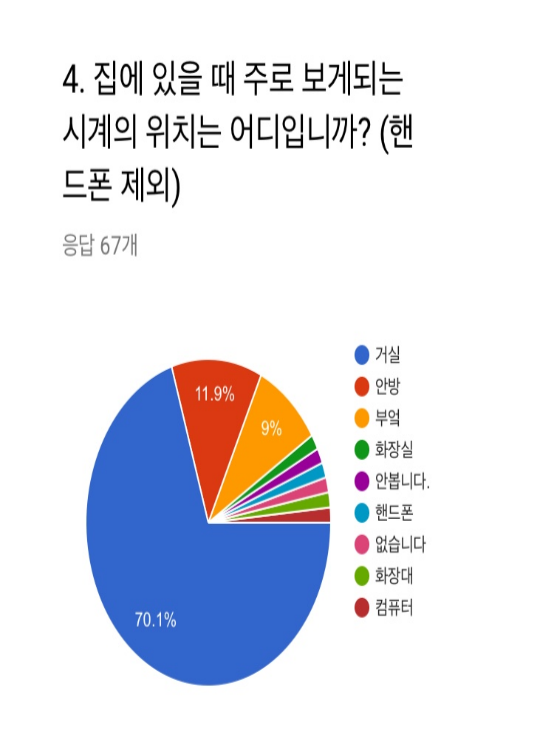 4. 집에 있을 때 주로 보게되는
시계의 위치는 어디입니까? (핸
드폰 제외)
응답 67개
거실
안방
부엌
화장실
안봅니다.
핸드폰
없습니다
화장대
컴퓨터
11.9%
9%
70.1%